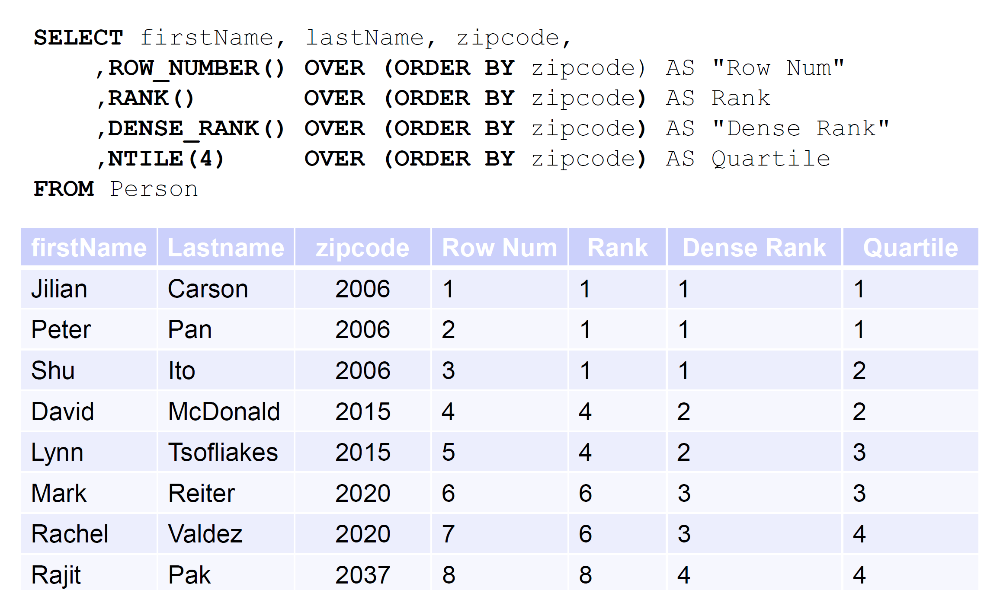 SELECT firstName, lastName, zipcode,
,ROW_NUMBER() OVER (ORDER BY zipcode) AS "Row Num"
,RANK() OVER (ORDER BY zipcode) AS Rank
,DENSE_RANK() OVER (ORDER BY zipcode) AS "Dense Rank"
,NTILE(4) OVER (ORDER BY zipcode) AS Quartile
FROM Person
firstName Lastname zipcode Row Num Rank Dense Rank Quartile
Jilian Carson 2006 1 1 1 1
Peter Pan 2006 2 1 1 1
Shu Ito 2006 3 1 1 2
David McDonald 2015 4 4 2 2
Lynn Tsofliakes 2015 5 4 2 3
Mark Reiter 2020 6 6 3 3
Rachel Valdez 2020 7 6 3 4
Rajit Pak 2037 8 8 4 4